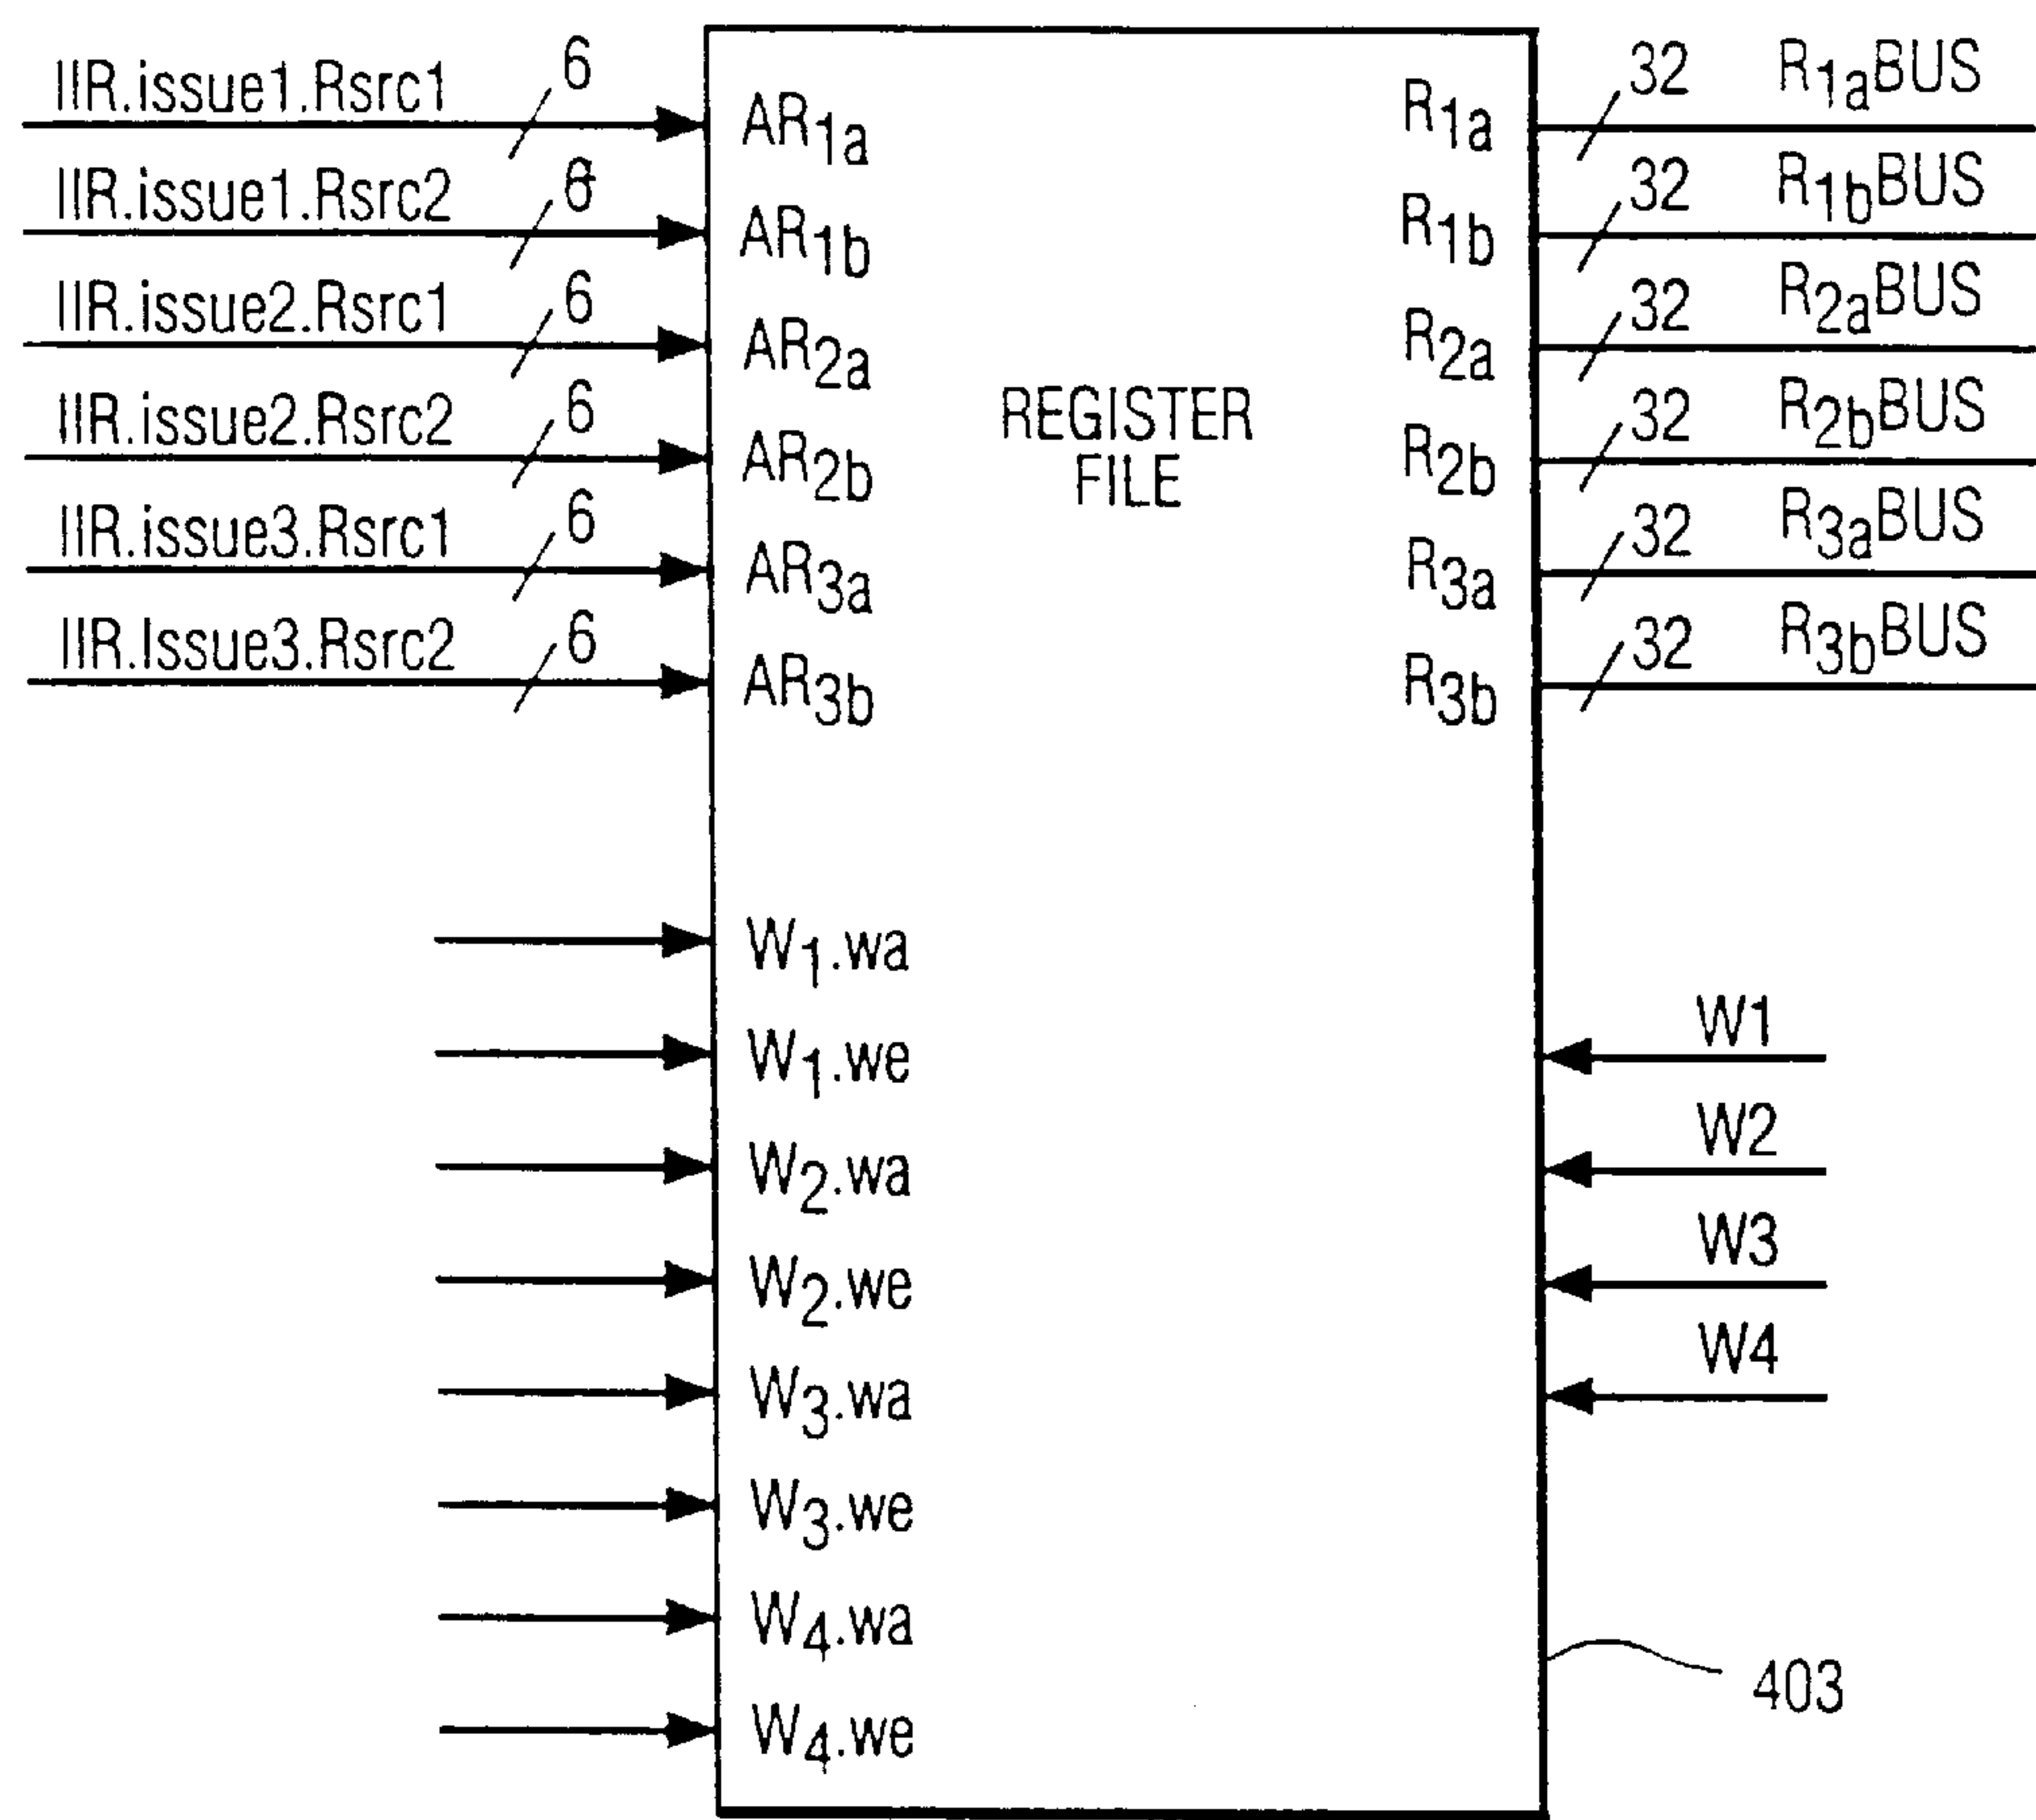 IIR.issue1.Rsrc1 6 AR1a R1a 32 R1aBUS
IIR.issue1.Rsrc2 6 AR1b R1b 32 R1bBUS
IIR.issue2.Rsrc1 6 AR2a R2a 32 R2aBUS
IIR.issue2.Rsrc2 6 AR2b R2b 32 R2bBUS
REGISTER
FILE
IIR.issue3.Rsrc1 6 AR3a R3a 32 R3aBUS
IIR.Issue3.Rsrc2 6 AR3b R3b 32 R3bBUS
W1.wa
W1.we W1
W2.wa W2
W2.we W3
W3.wa W4
W3.we
W4.wa
403
W4.we